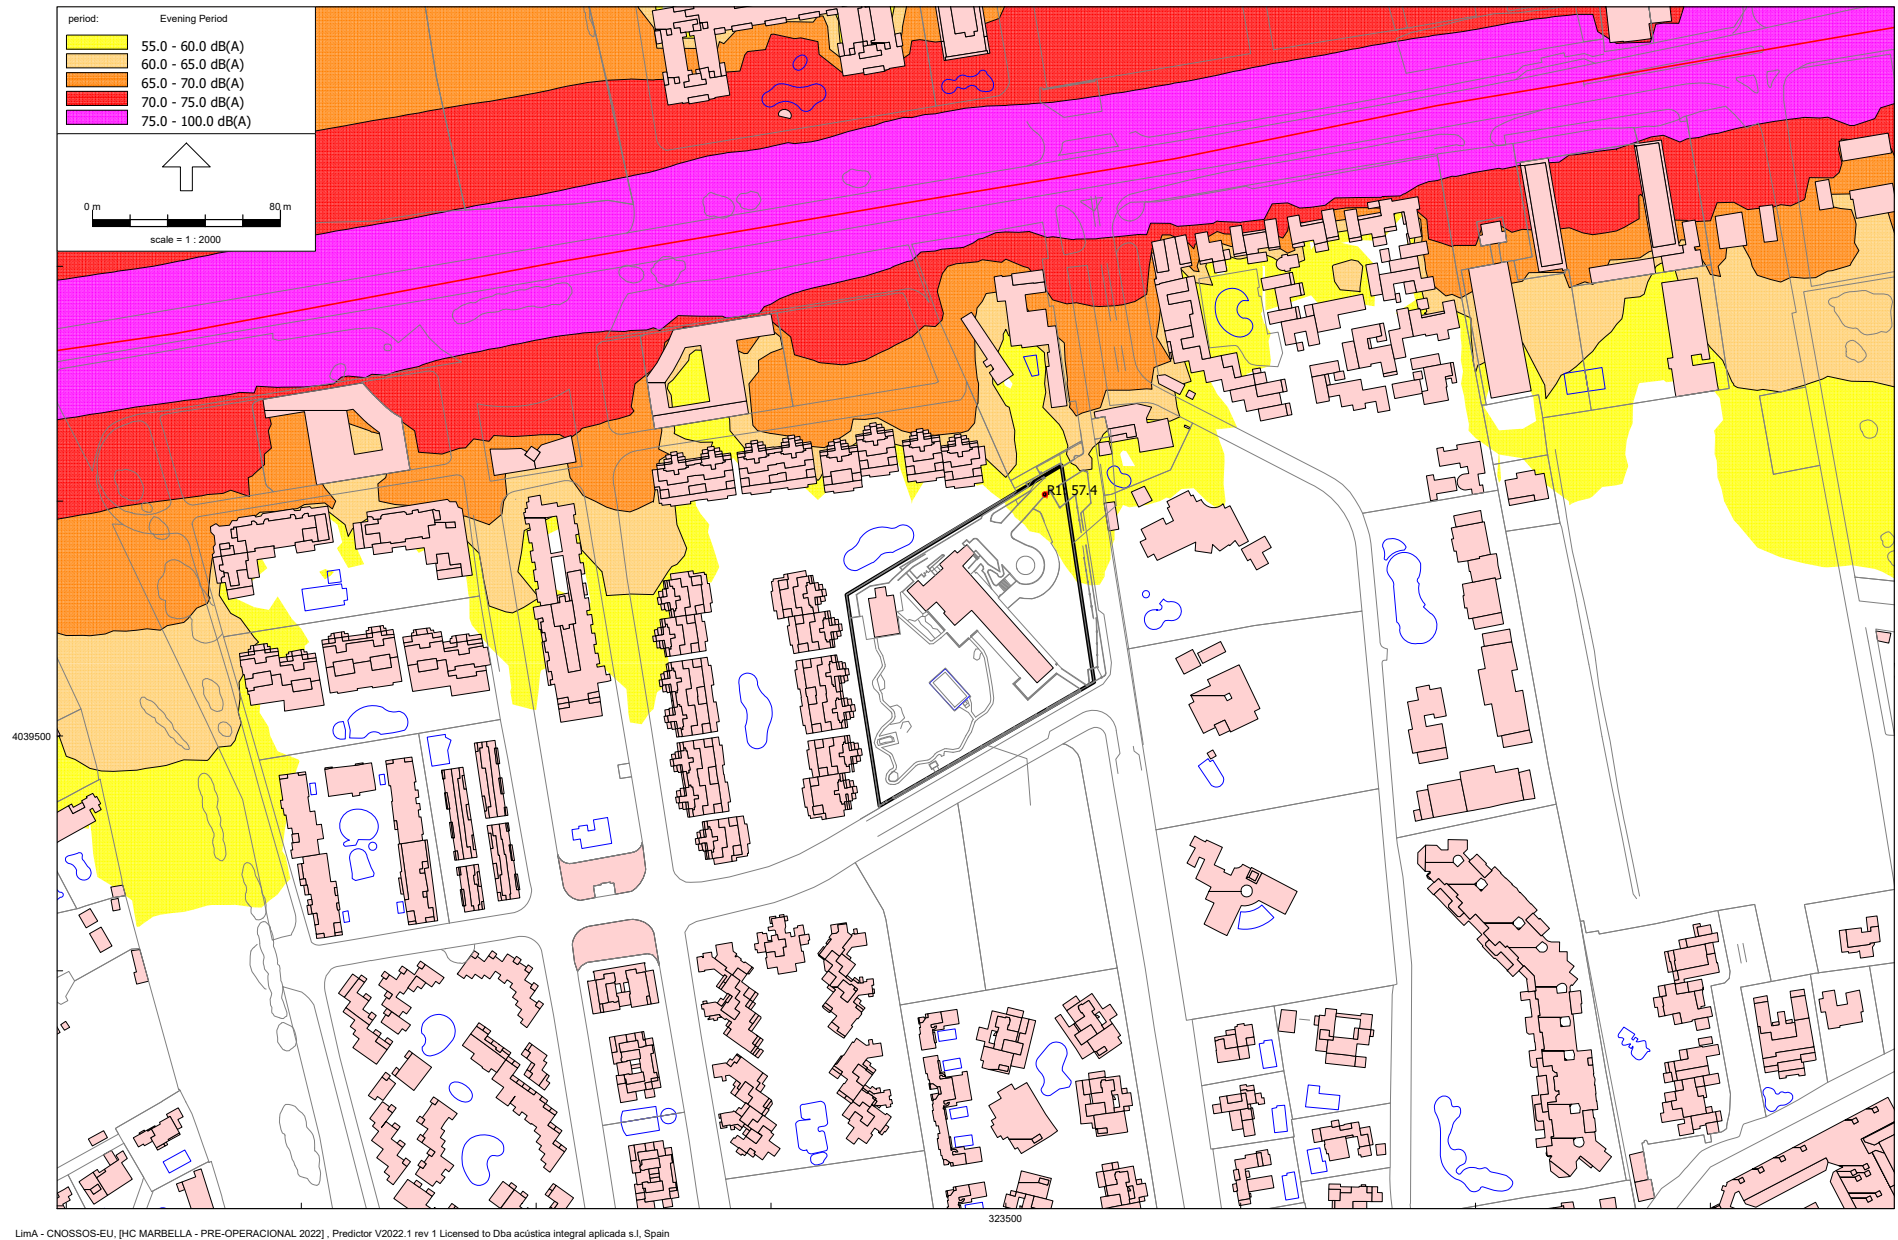 period: Evening Period
55.0 - 60.0 dB(A)
60.0 - 65.0 dB(A)
65.0 - 70.0 dB(A)
70.0 - 75.0 dB(A)
75.0 - 100.0 dB(A)
0 m 80 m
scale = 1 : 2000
57.4
4039500
323500
LimA - CNOSSOS-EU, [HC MARBELLA - PRE-OPERACIONAL 2022] , Predictor V2022.1 rev 1 Licensed to Dba acústica integral aplicada s.l, Spain